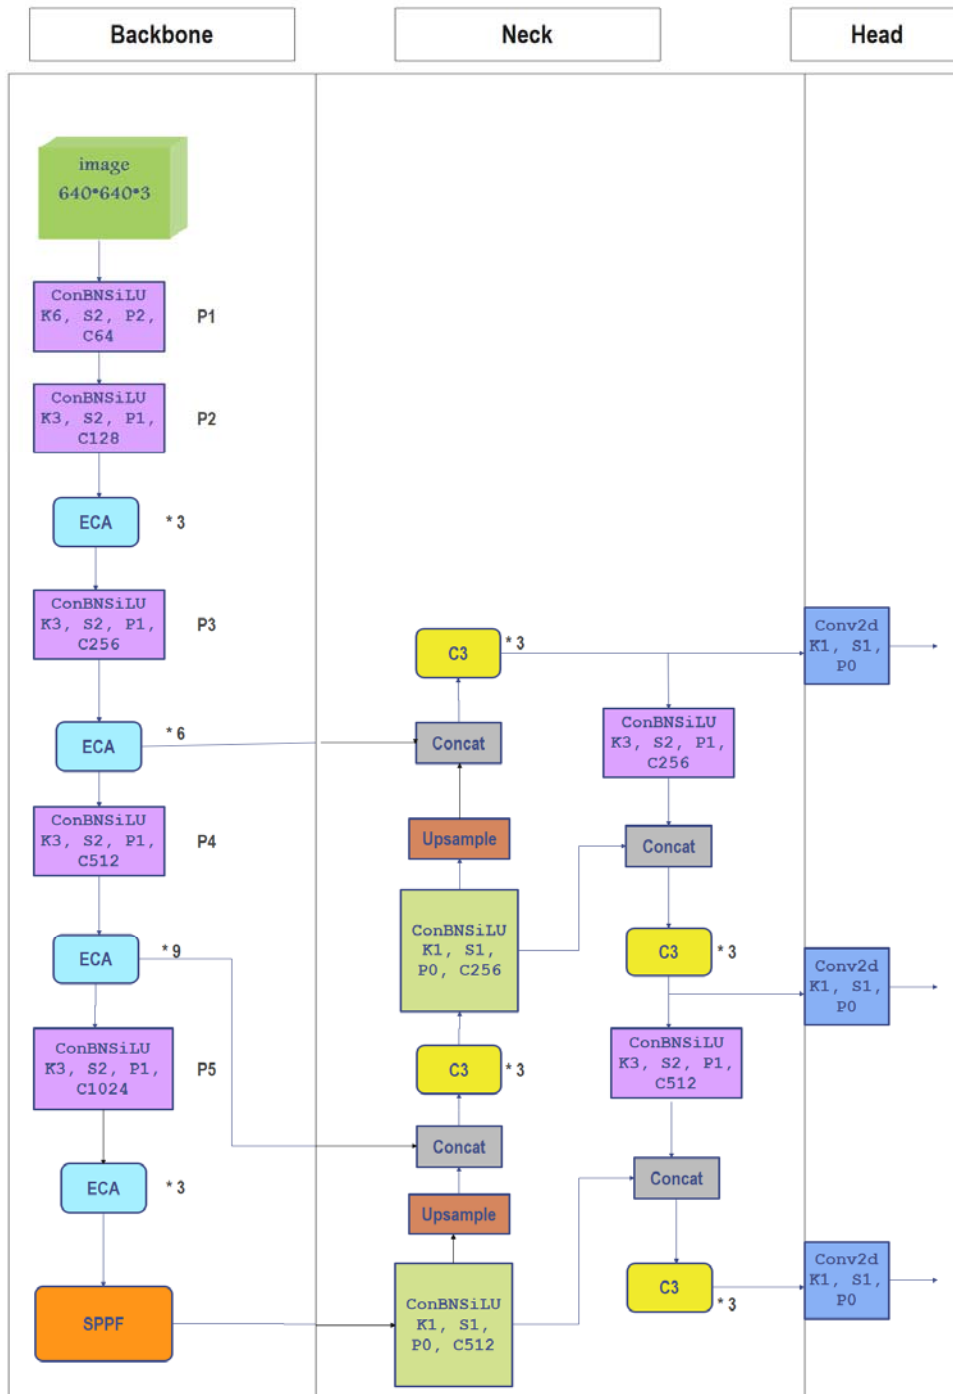 Backbone
Neck
Head
image
640*640*3
ConBNSiLU
K6, S2, P2,
C64
P1
ConBNSiLU
K3, S2, P1,
C128
P2
ECA
* 3
ConBNSiLU
K3, S2, P1,
C256
P3
ECA
*6
ConBNSiLU
K3, S2, P1,
C512
P4
ECA
* 9
ConBNSiLU
K3, S2, P1,
C1024
P5
ECA
* 3
SPPF
C3
* 3
Concat
Upsample
ConBNSiLU
K1, S1,
P0, C256
C3
* 3
Concat
Upsample
ConBNSiLU
K1, S1,
P0, C512
ConBNSiLU
K3, S2, P1,
C256
Concat
C3
* 3
ConBNSiLU
K3, S2, P1,
C512
Concat
C3
* 3
Conv2d
K1, S1,
P0
Conv2d
K1, S1,
P0
Conv2d
K1, S1,
P0